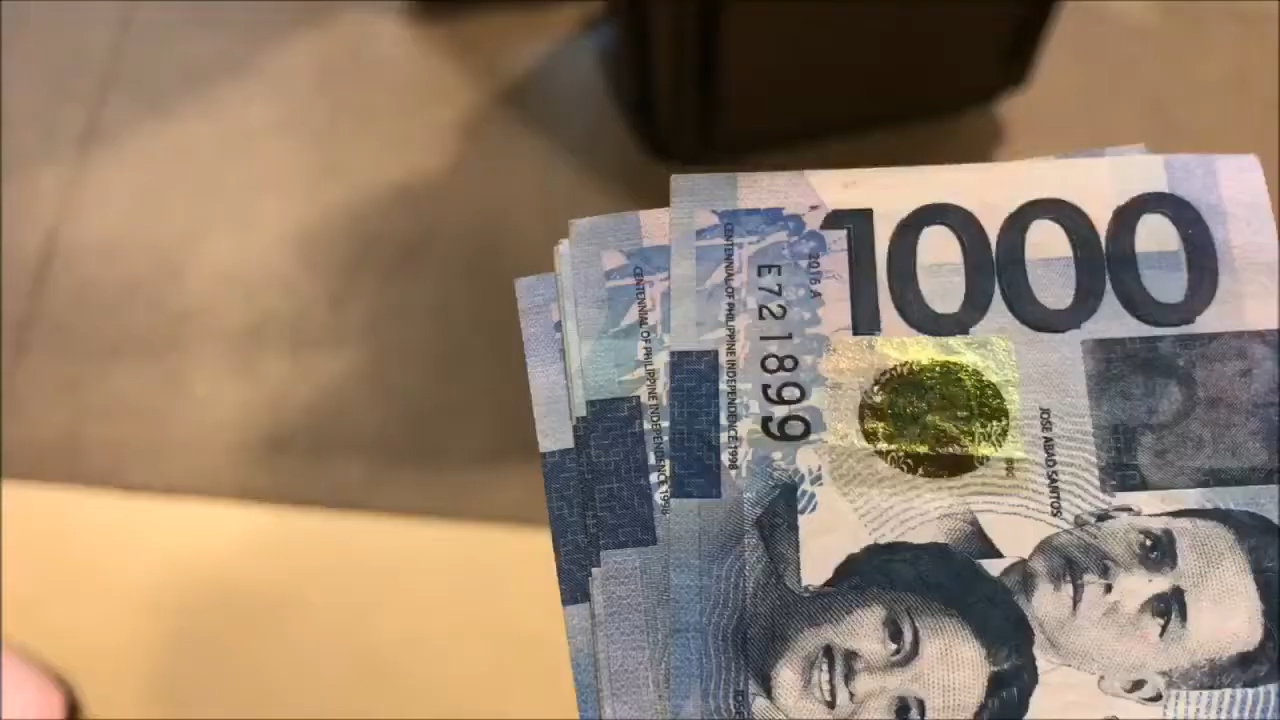 1000
2016 A
E721899
CENTENNIAL OF PHILIPPINE INDEPENDENCE 1998
CENTENNIAL OF PHILIPPINE INDEPENDENCE 1998
JOSE ABAD SANTOS